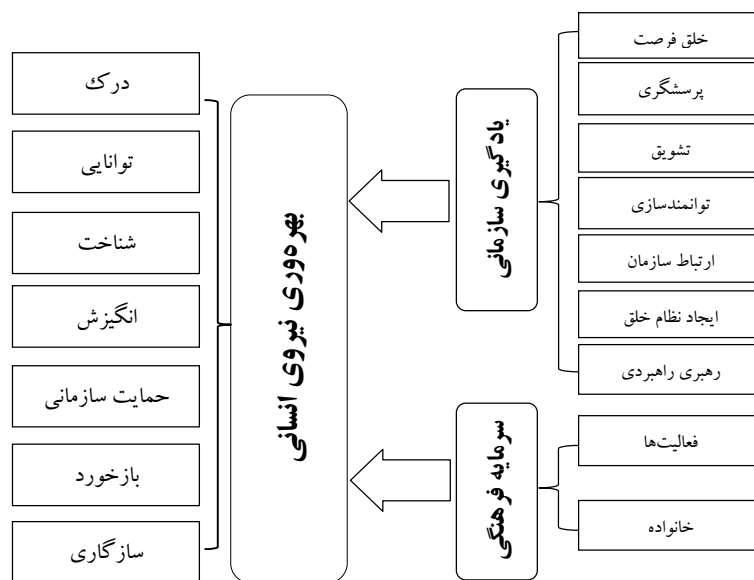 خلق فرصت
پرسشگری
تشویق
توانمندسازی
ارتباط سازمان
ایجاد نظام خلق
رهبری راهبردی
یادگیری سازمانی
فعالیت‌ها
خانواده
سرمایه فرهنگی
بهره‌وری نیروی انسانی
درک
توانایی
شناخت
انگیزش
حمایت سازمانی
بازخورد
سازگاری